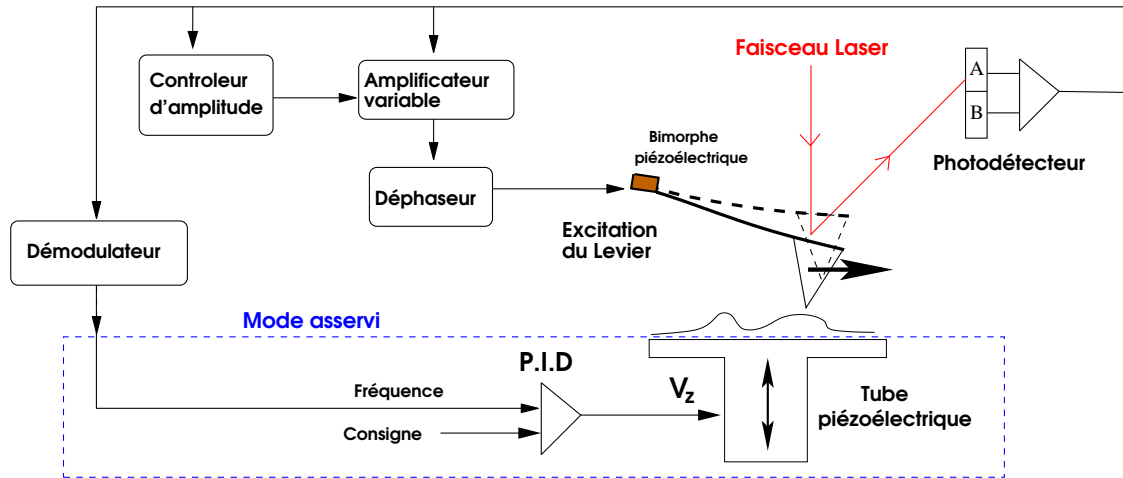 Faisceau Laser
Controleur
d'amplitude
Amplificateur
variable
A
B
Photodétecteur
Bimorphe
piézoélectrique
Déphaseur
Excitation
du Levier
Démodulateur
Mode asservi
P.I.D
Fréquence
Consigne
Vz
Tube
piézoélectrique